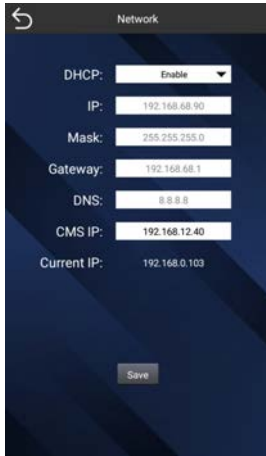 Network
DHCP: Enable
IP: 192.168.68.90
Mask: 255.255.255.0
Gateway: 192.168.68.1
DNS: 8.8.8.8
CMS IP: 192.168.12.40
Current IP: 192.168.0.103
Save